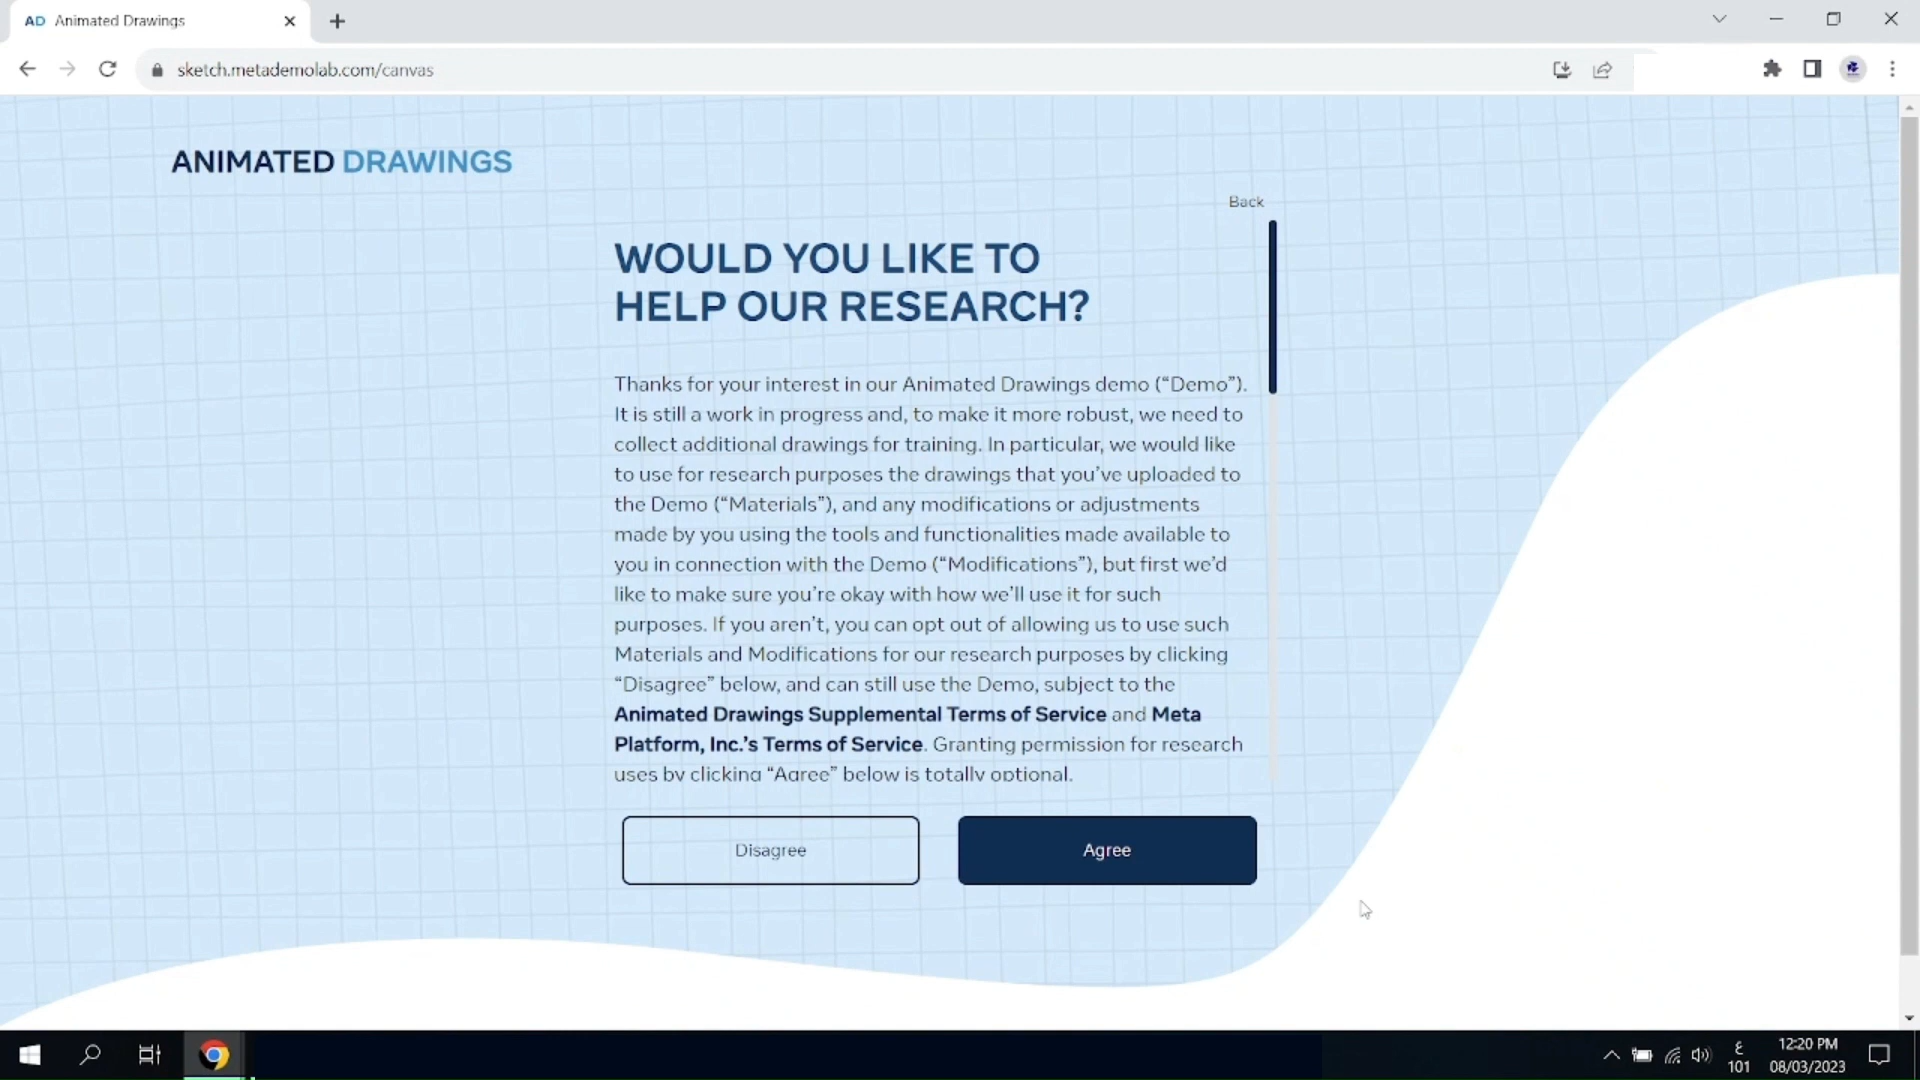 AD Animated Drawings
sketch.metademolab.com/canvas
ANIMATED DRAWINGS
Back
WOULD YOU LIKE TO
HELP OUR RESEARCH?
Thanks for your interest in our Animated Drawings demo (“Demo”).
It is still a work in progress and, to make it more robust, we need to
collect additional drawings for training. In particular, we would like
to use for research purposes the drawings that you’ve uploaded to
the Demo (“Materials”), and any modifications or adjustments
made by you using the tools and functionalities made available to
you in connection with the Demo (“Modifications”), but first we’d
like to make sure you’re okay with how we’ll use it for such
purposes. If you aren’t, you can opt out of allowing us to use such
Materials and Modifications for our research purposes by clicking
“Disagree” below, and can still use the Demo, subject to the
Animated Drawings Supplemental Terms of Service and Meta
Platform, Inc.’s Terms of Service. Granting permission for research
uses by clicking “Agree” below is totally optional.
Disagree
Agree
ع
101
12:20 PM
08/03/2023